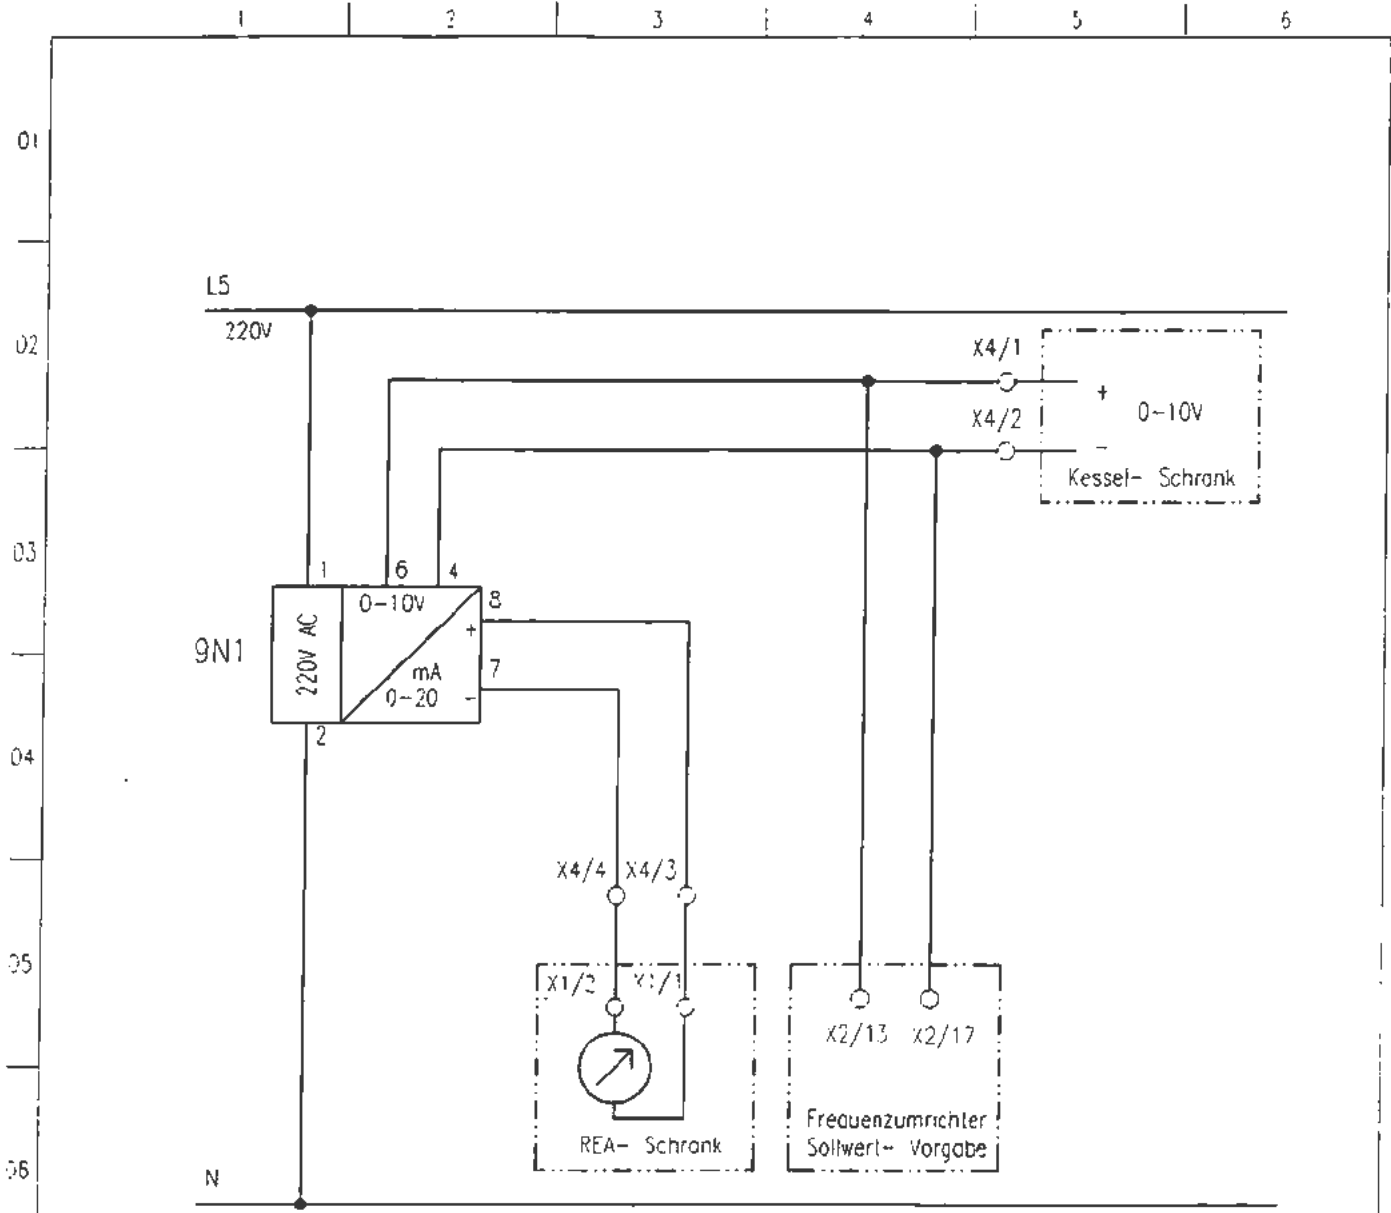 1 2 3 4 5 6
01
L5
220V
02
X4/1
+
0-10V
X4/2
-
Kessel- Schrank
03
1 6 4
0-10V
8
+
9N1
220V AC
mA
0-20
7
-
2
04
X4/4 X4/3
05
X1/2 X1/1
X2/13 X2/17
Frequenzumrichter
Sollwert- Vorgabe
REA- Schrank
06
N